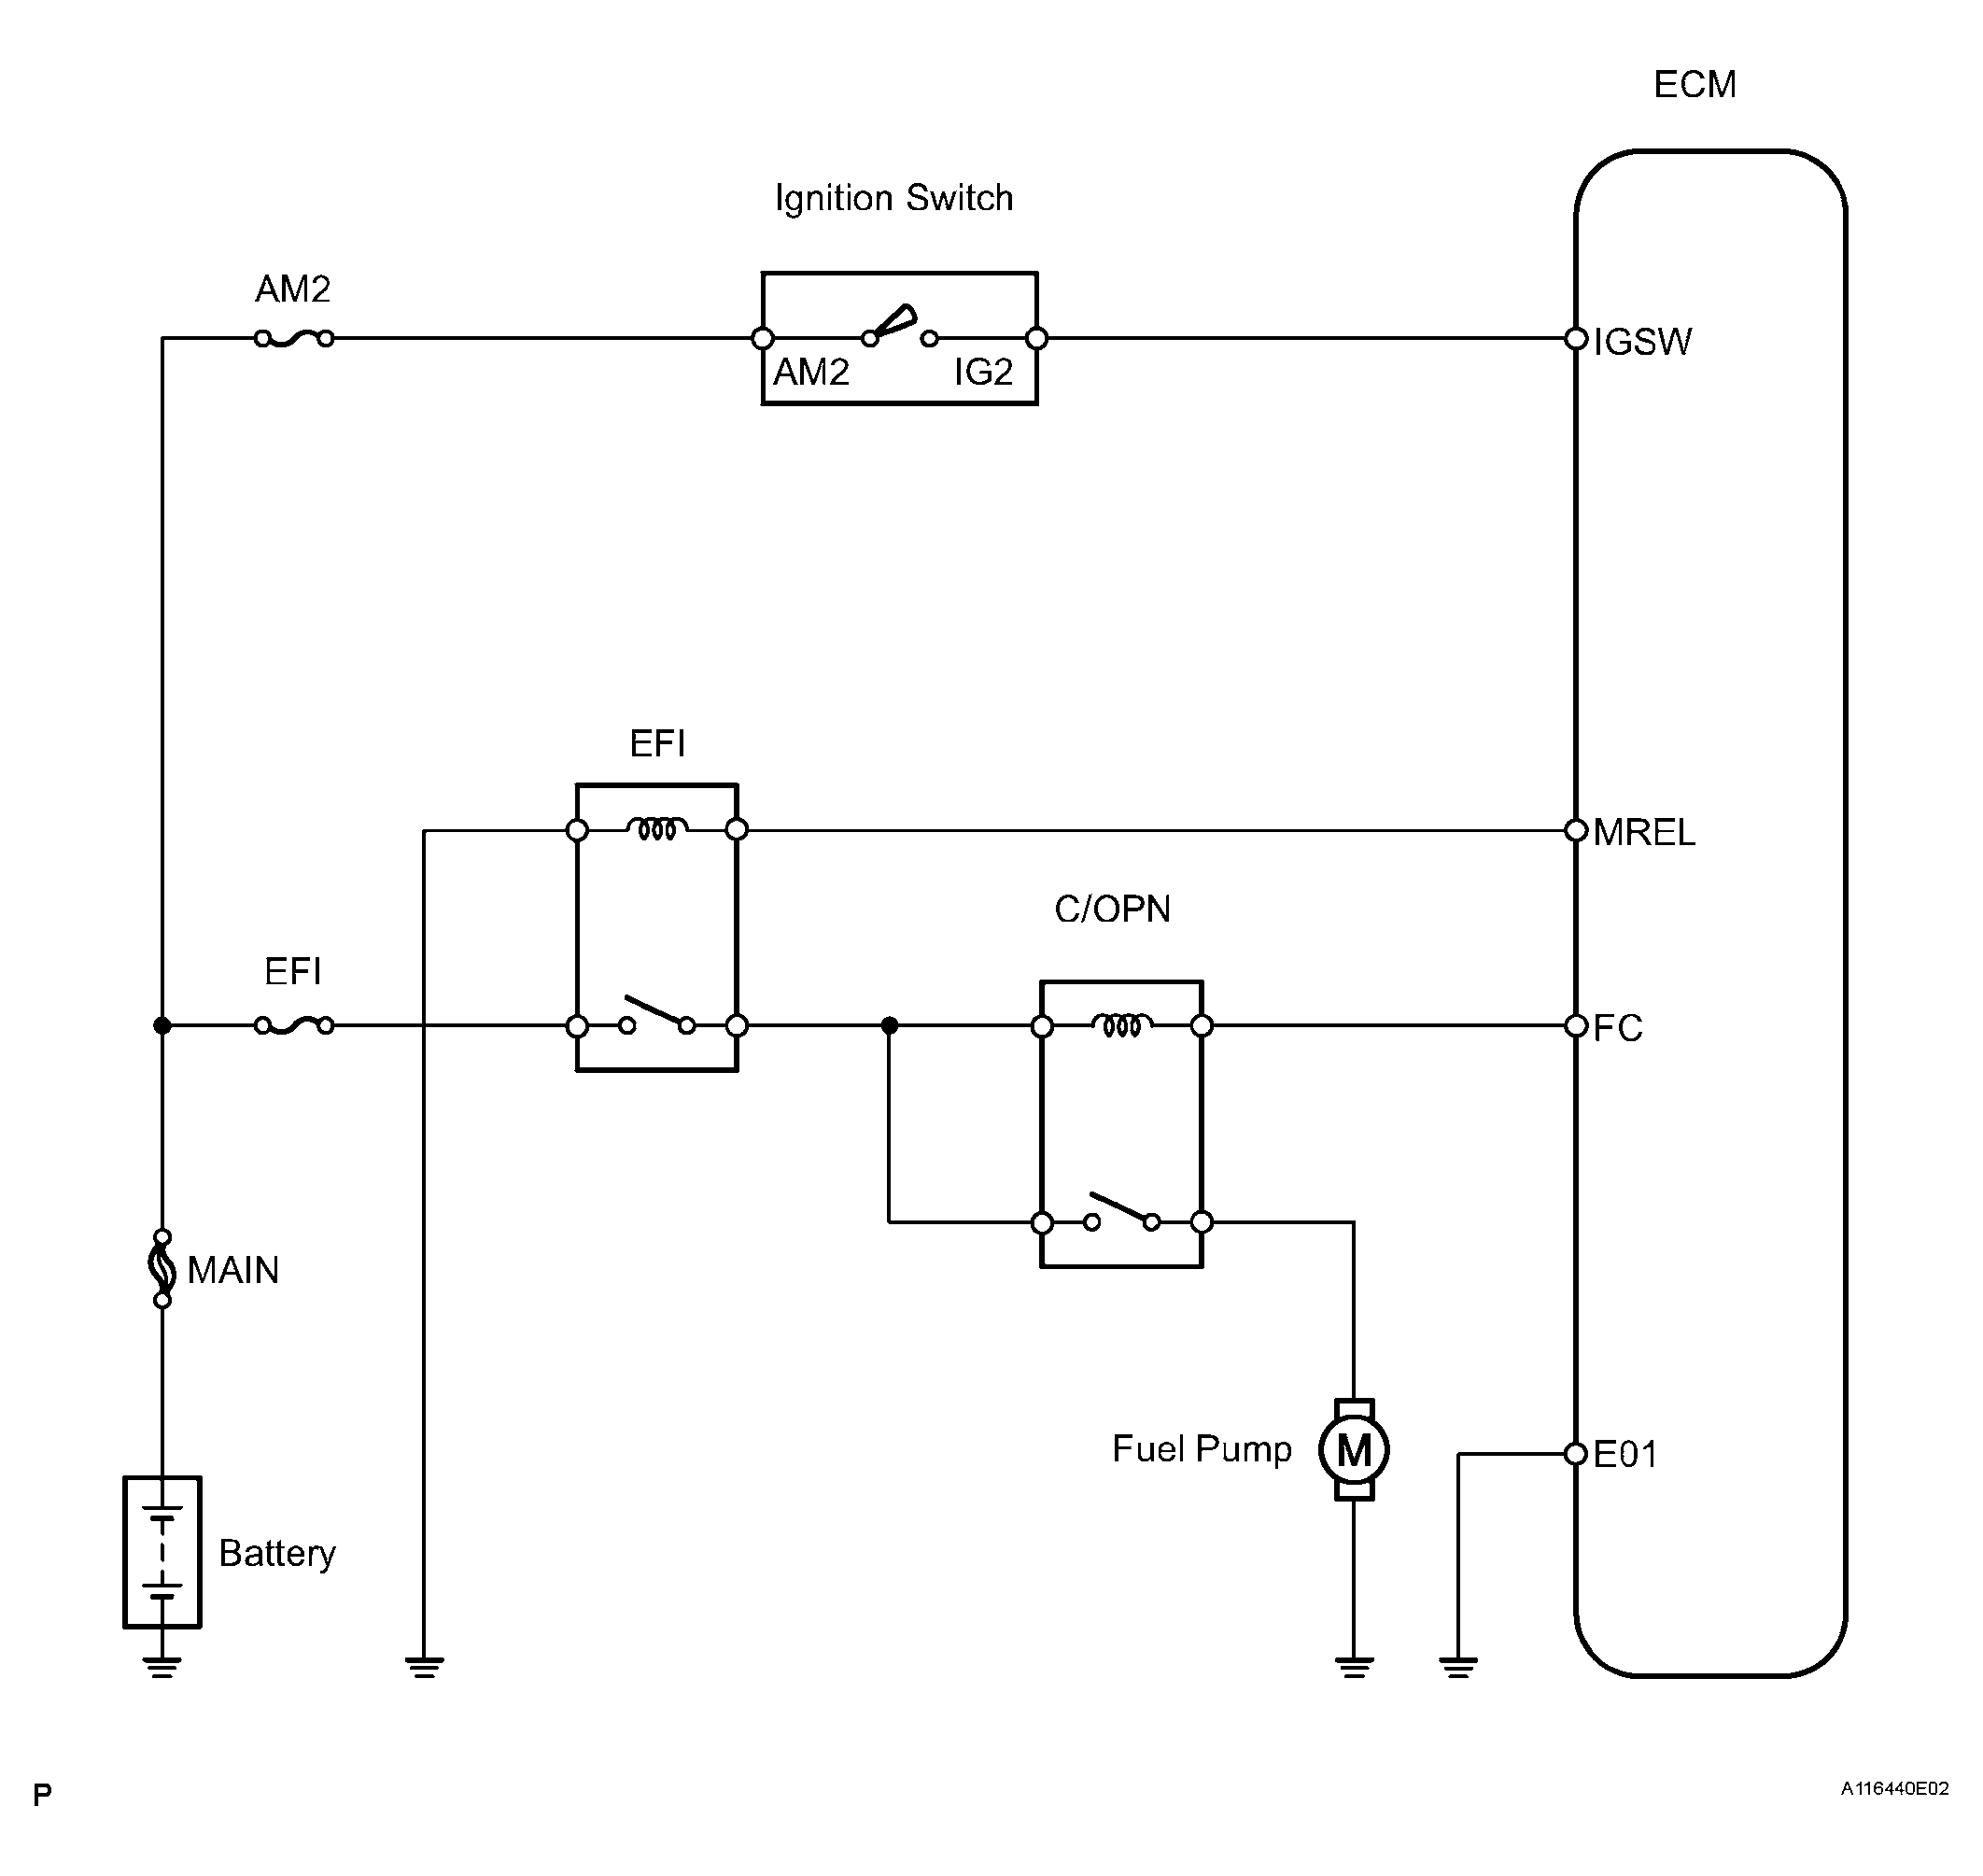 ECM
Ignition Switch
AM2
AM2 IG2
IGSW
EFI
MREL
C/OPN
EFI
FC
MAIN
M
Fuel Pump
E01
Battery
P
A116440E02